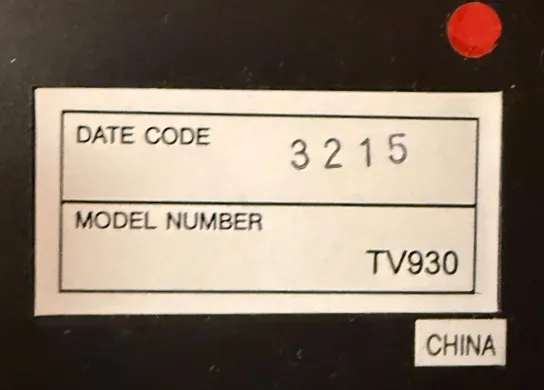 DATE CODE 3215
MODEL NUMBER
TV930
CHINA